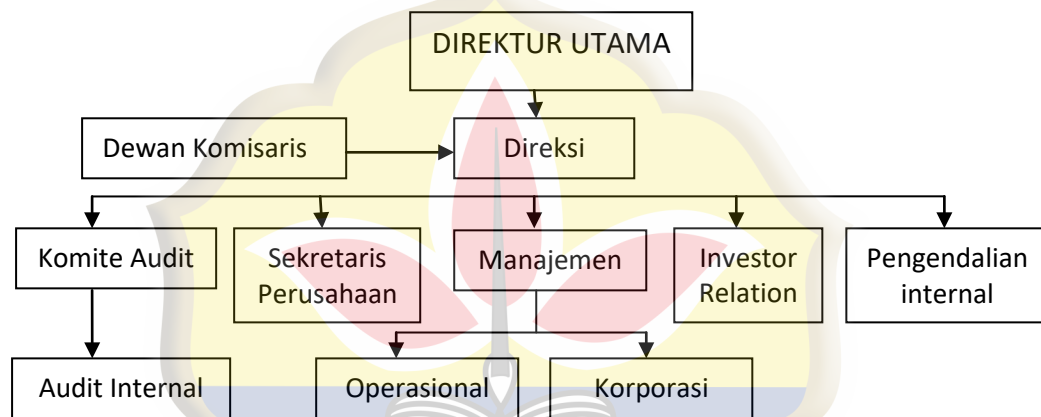 DIREKTUR UTAMA
Dewan Komisaris
Direksi
Komite Audit
Sekretaris
Perusahaan
Manajemen
Investor
Relation
Pengendalian
internal
Audit Internal
Operasional
Korporasi